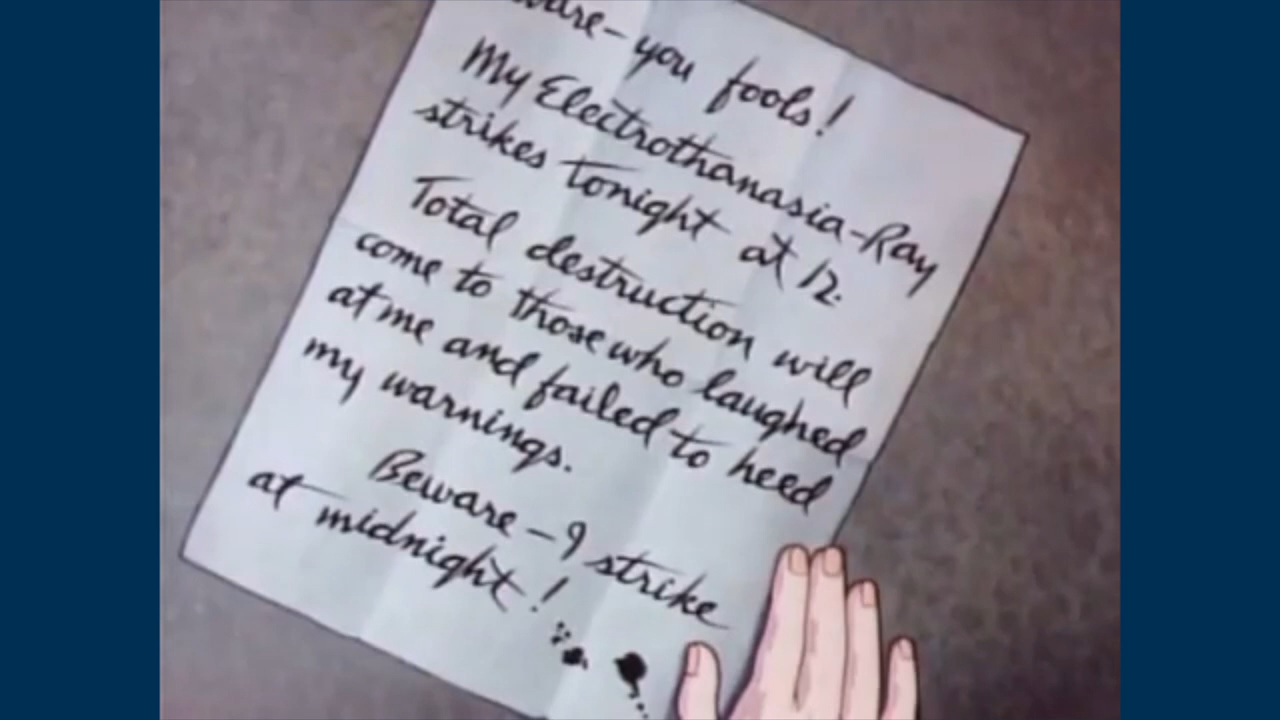 ware- you fools!
My Electrothanasia-Ray
strikes tonight at 12.
Total destruction will
come to those who laughed
at me and failed to heed
my warnings.
Beware - I strike
at midnight!